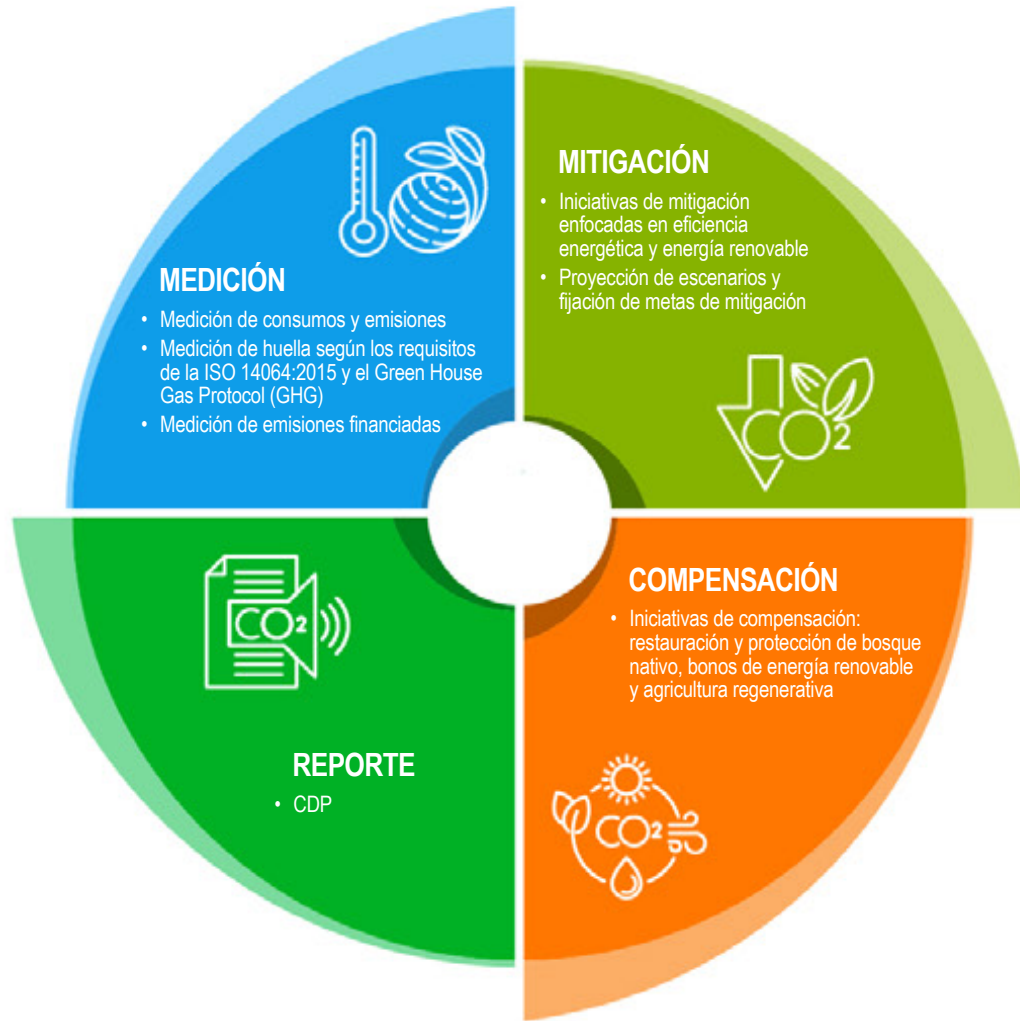 MEDICIÓN
• Medición de consumos y emisiones
• Medición de huella según los requisitos
de la ISO 14064:2015 y el Green House
Gas Protocol (GHG)
• Medición de emisiones financiadas
MITIGACIÓN
• Iniciativas de mitigación
enfocadas en eficiencia
energética y energía renovable
• Proyección de escenarios y
fijación de metas de mitigación
CO2
COMPENSACIÓN
• Iniciativas de compensación:
restauración y protección de bosque
nativo, bonos de energía renovable
y agricultura regenerativa
CO2
CO2
REPORTE
• CDP